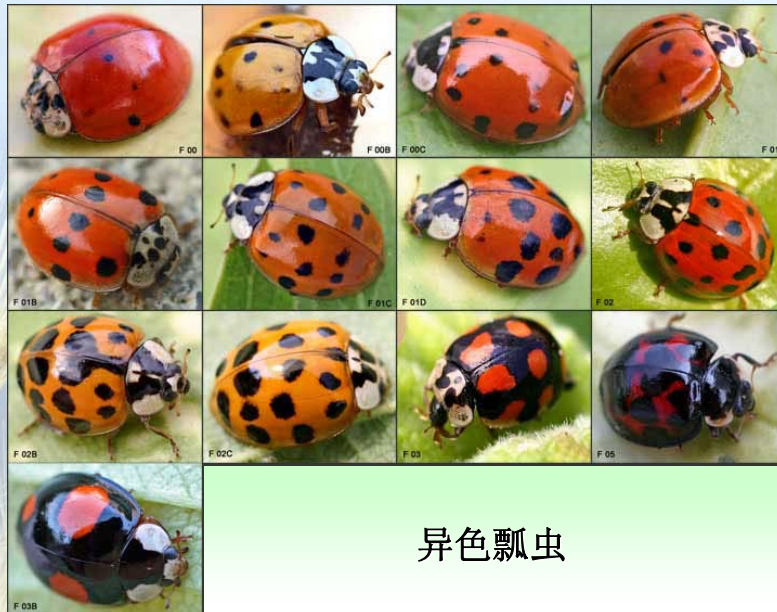 F 00
F 00B
F 00C
F 01
F 01B
F 01C
F 01D
F 02
F 02B
F 02C
F 03
F 05
F 03B
异色瓢虫